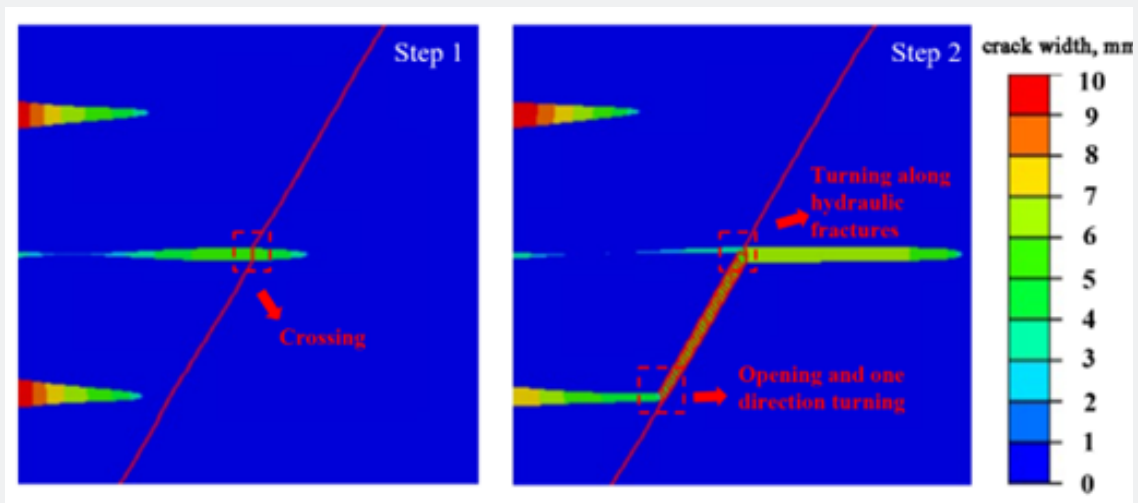 Step 1
Crossing
Step 2
Turning along
hydraulic
fractures
Opening and one
direction turning
crack width, mm
10
9
8
7
6
5
4
3
2
1
0